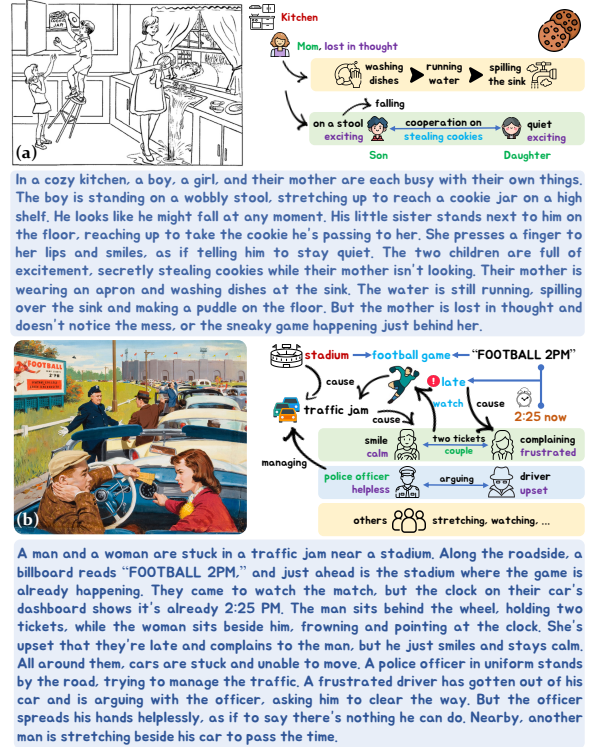 COOKIE JAR
(a)
Kitchen
Mom, lost in thought
washing dishes
running water
spilling the sink
falling
on a stool
exciting
cooperation on
stealing cookies
quiet
exciting
Son
Daughter
In a cozy kitchen, a boy, a girl, and their mother are each busy with their own things.
The boy is standing on a wobbly stool, stretching up to reach a cookie jar on a high
shelf. He looks like he might fall at any moment. His little sister stands next to him on
the floor, reaching up to take the cookie he's passing to her. She presses a finger to
her lips and smiles, as if telling him to stay quiet. The two children are full of
excitement, secretly stealing cookies while their mother isn't looking. Their mother is
wearing an apron and washing dishes at the sink. The water is still running, spilling
over the sink and making a puddle on the floor. But the mother is lost in thought and
doesn't notice the mess, or the sneaky game happening just behind her.
FOOTBALL
2 PM
(b)
stadium
football game
"FOOTBALL 2PM"
cause
late
watch
cause
2:25 now
traffic jam
cause
smile
calm
two tickets
couple
complaining
frustrated
managing
police officer
helpless
arguing
driver
upset
others
stretching, watching, ...
A man and a woman are stuck in a traffic jam near a stadium. Along the roadside, a
billboard reads "FOOTBALL 2PM," and just ahead is the stadium where the game is
already happening. They came to watch the match, but the clock on their car's
dashboard shows it's already 2:25 PM. The man sits behind the wheel, holding two
tickets, while the woman sits beside him, frowning and pointing at the clock. She's
upset that they're late and complains to the man, but he just smiles and stays calm.
All around them, cars are stuck and unable to move. A police officer in uniform stands
by the road, trying to manage the traffic. A frustrated driver has gotten out of his
car and is arguing with the officer, asking him to clear the way. But the officer
spreads his hands helplessly, as if to say there's nothing he can do. Nearby, another
man is stretching beside his car to pass the time.